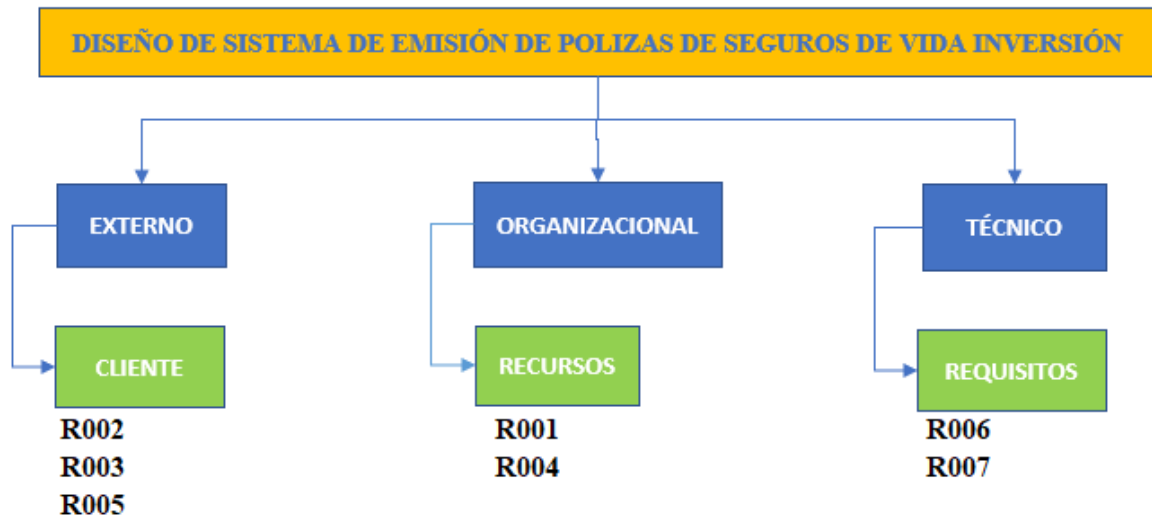 DISEÑO DE SISTEMA DE EMISIÓN DE POLIZAS DE SEGUROS DE VIDA INVERSIÓN
EXTERNO
ORGANIZACIONAL
TÉCNICO
CLIENTE
RECURSOS
REQUISITOS
R002
R003
R005
R001
R004
R006
R007